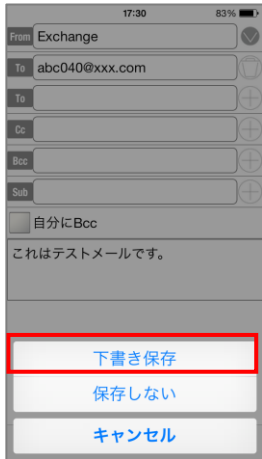 17:30 83%
From Exchange
To abc040@xxx.com
To
Cc
Bcc
Sub
自分にBcc
これはテストメールです。
下書き保存
保存しない
キャンセル